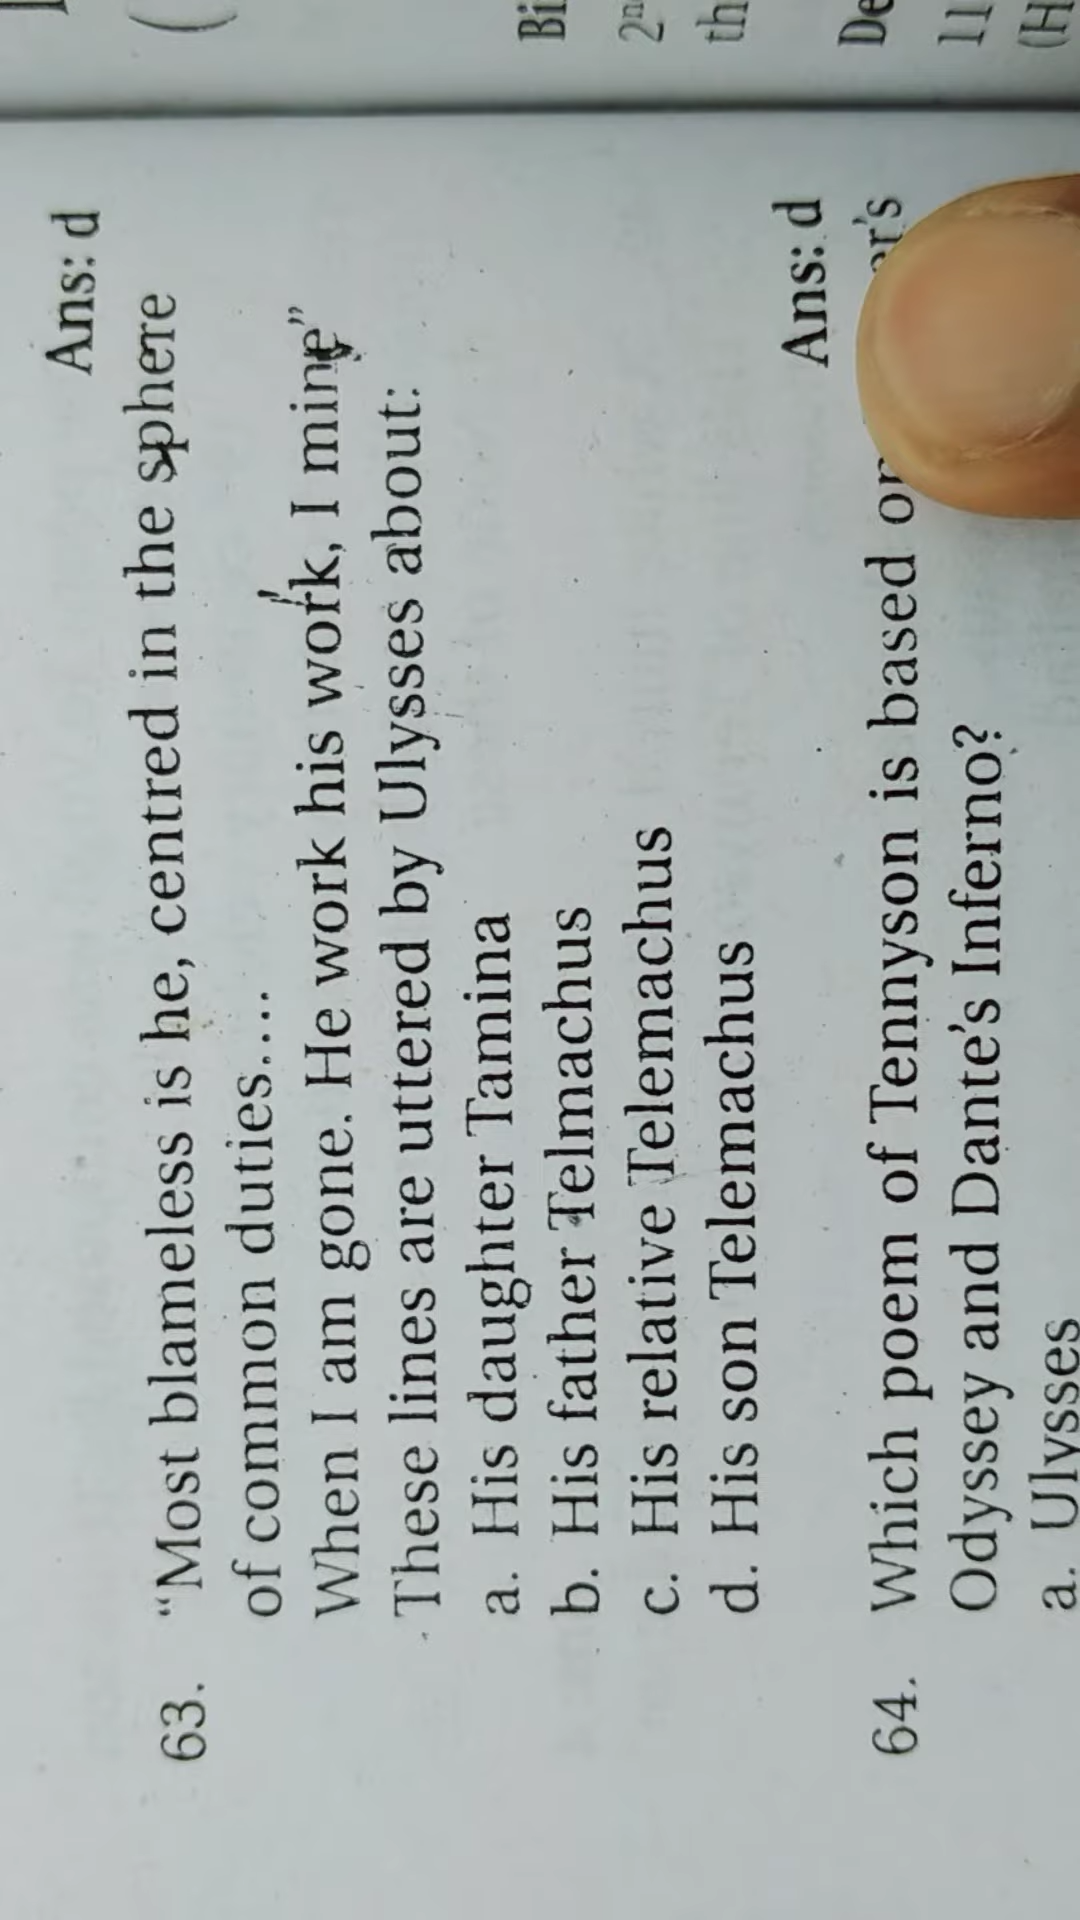 Ans: d
63. “Most blameless is he, centred in the sphere
of common duties....
When I am gone. He work his work, I mine”
These lines are uttered by Ulysses about:
a. His daughter Tamina
b. His father Telmachus
c. His relative Telemachus
d. His son Telemachus
Ans: d
64. Which poem of Tennyson is based
Odyssey and Dante's Inferno?
a. Ulysses